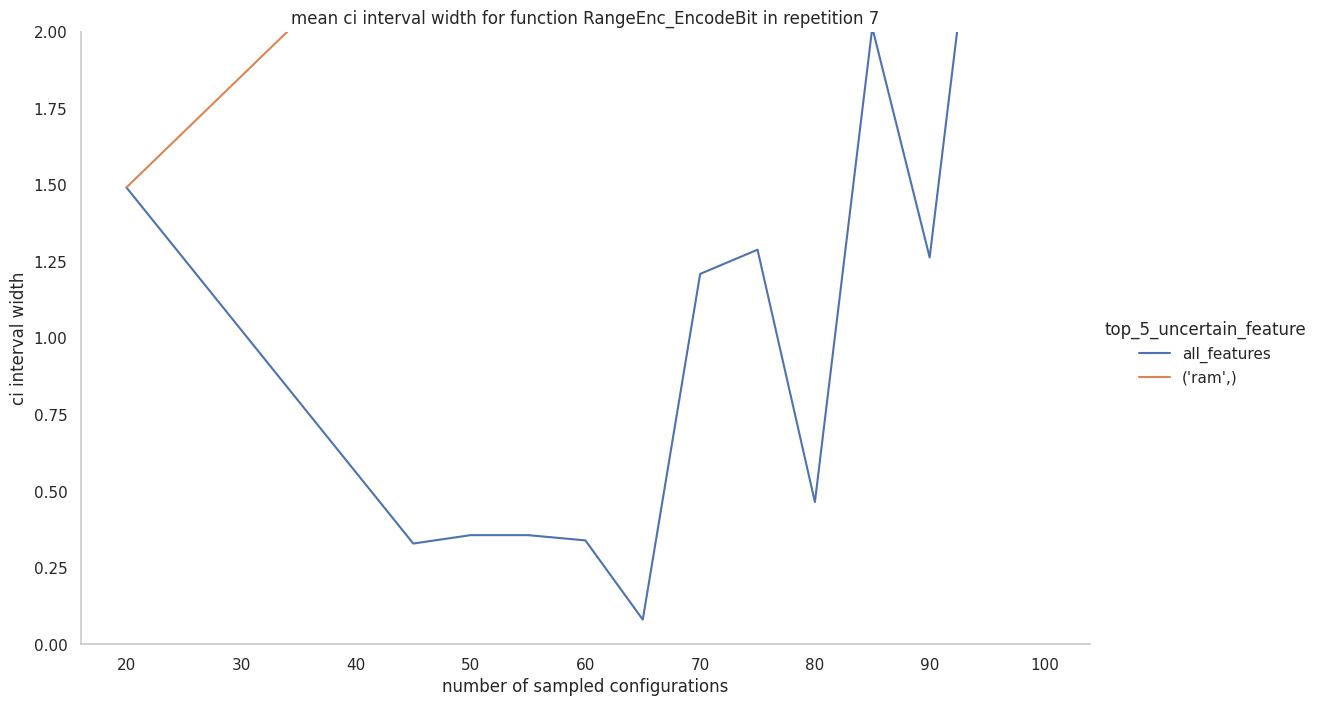 mean ci interval width for function RangeEnc_EncodeBit in repetition 7
2.00
1.75
1.50
1.25
1.00
0.75
0.50
0.25
0.00
ci interval width
20 30 40 50 60 70 80 90 100
number of sampled configurations
top_5_uncertain_feature
all_features
('ram',)